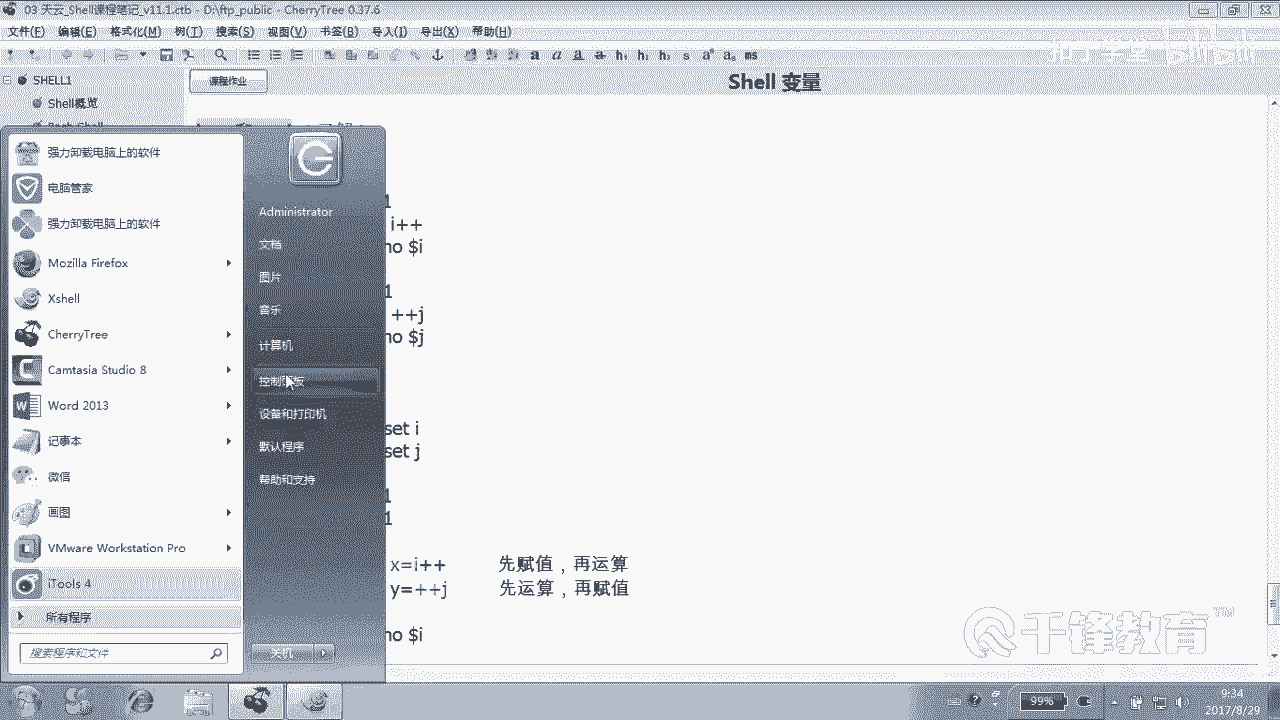 03 天云_Shell课程笔记_v11.1.ctb - D:\ftp_public - CherryTree 0.37.6
文件(F) 编辑(E) 格式化(M) 树(T) 搜索(S) 视图(V) 书签(B) 导入(I) 导出(X) 帮助(H)
扣丁学堂 bilibili
SHELL1
Shell概览
课程作业
Shell 变量
强力卸载电脑上的软件
电脑管家
强力卸载电脑上的软件
Mozilla Firefox
Xshell
CherryTree
Camtasia Studio 8
Word 2013
记事本
微信
画图
VMware Workstation Pro
iTools 4
所有程序
搜索程序和文件
Administrator
文档
图片
音乐
计算机
控制面板
设备和打印机
默认程序
帮助和支持
关机
1
i++
no $i
1
++j
no $j
set i
set j
1
1
x=i++ 先赋值，再运算
y=++j 先运算，再赋值
no $i
千锋教育™
99%
9:34
2017/8/29